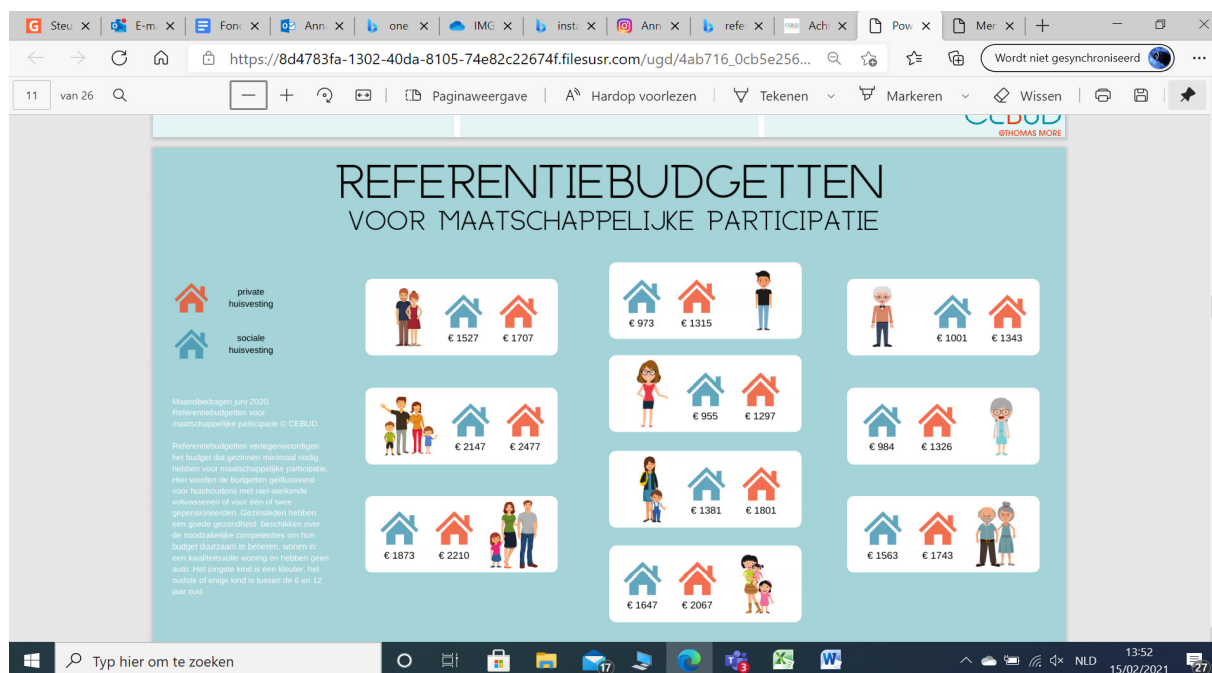 Steu
E-m
Fond
Ann
one
IMG
insta
Ann
refe
Acht
Pow
Mer
https://8d4783fa-1302-40da-8105-74e82c22674f.filesusr.com/ugd/4ab716_0cb5e256...
Wordt niet gesynchroniseerd
11 van 26
Paginaweergave
Hardop voorlezen
Tekenen
Markeren
Wissen
CEBUD
@THOMAS MORE
REFERENTIEBUDGETTEN
VOOR MAATSCHAPPELIJKE PARTICIPATIE
private
huisvesting
sociale
huisvesting
Maandbedragen juni 2020.
Referentiebudgetten voor
maatschappelijke participatie © CEBUD.
Referentiebudgetten vertegenwoordigen
het budget dat gezinnen minimaal nodig
hebben voor maatschappelijke participatie.
Hier worden de budgetten geïllustreerd
voor huishoudens met niet-werkende
volwassenen of voor één of twee
gepensioneerden. Gezinsleden hebben
een goede gezondheid beschikken over
de noodzakelijke competenties om hun
budget duurzaam te beheren, wonen in
een kwaliteitsvolle woning en hebben geen
auto. Het jongste kind is een kleuter, het
oudste of enige kind is tussen de 6 en 12
jaar oud.
€ 1527 € 1707
€ 2147 € 2477
€ 1873 € 2210
€ 973 € 1315
€ 955 € 1297
€ 1381 € 1801
€ 1647 € 2067
€ 1001 € 1343
€ 984 € 1326
€ 1563 € 1743
Typ hier om te zoeken
17
3
NLD
13:52
15/02/2021
27